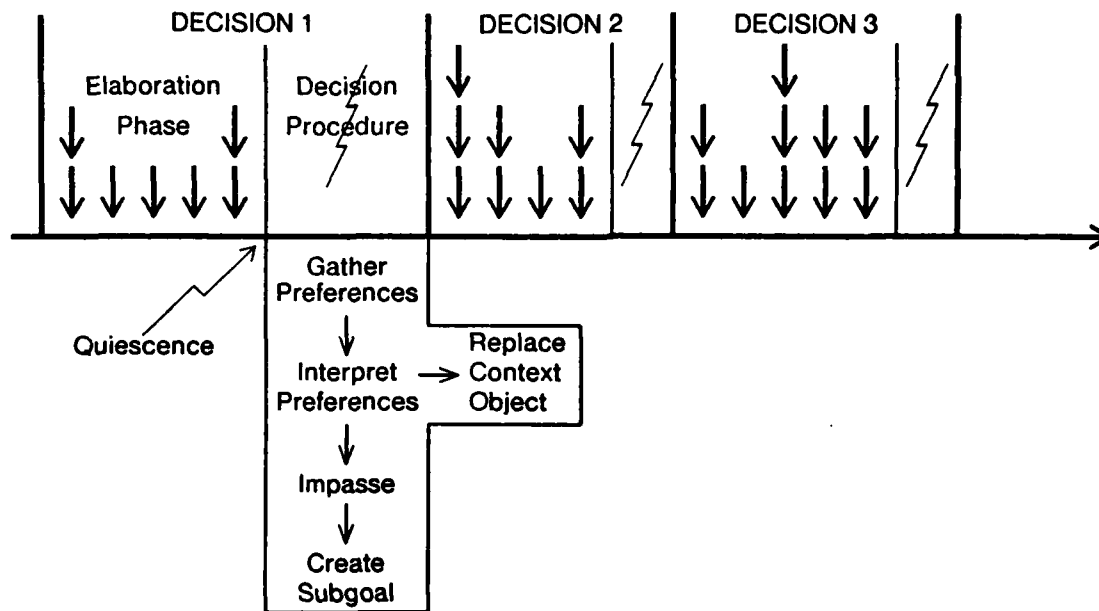 DECISION 1
DECISION 2
DECISION 3
Elaboration
Phase
Decision
Procedure
Quiescence
Gather
Preferences
Interpret
Preferences
Replace
Context
Object
Impasse
Create
Subgoal